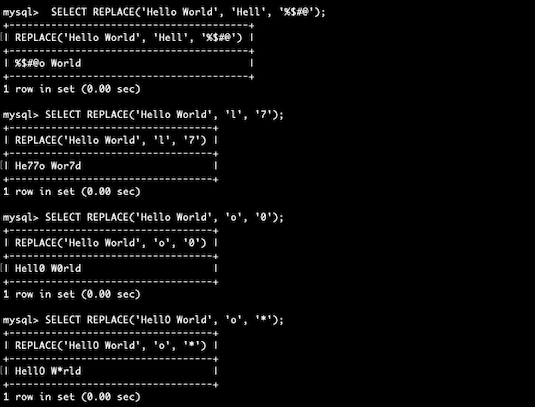 mysql>  SELECT REPLACE('Hello World', 'Hell', '%$#@');
+-----------------------------------------+
| REPLACE('Hello World', 'Hell', '%$#@') |
+-----------------------------------------+
| %$#@o World                             |
+-----------------------------------------+
1 row in set (0.00 sec)
mysql> SELECT REPLACE('Hello World', 'l', '7');
+----------------------------------+
| REPLACE('Hello World', 'l', '7') |
+----------------------------------+
| He77o Wor7d                      |
+----------------------------------+
1 row in set (0.00 sec)
mysql> SELECT REPLACE('Hello World', 'o', '0');
+----------------------------------+
| REPLACE('Hello World', 'o', '0') |
+----------------------------------+
| Hell0 W0rld                      |
+----------------------------------+
1 row in set (0.00 sec)
mysql> SELECT REPLACE('HellO World', 'o', '*');
+----------------------------------+
| REPLACE('HellO World', 'o', '*') |
+----------------------------------+
| HellO W*rld                      |
+----------------------------------+
1 row in set (0.00 sec)